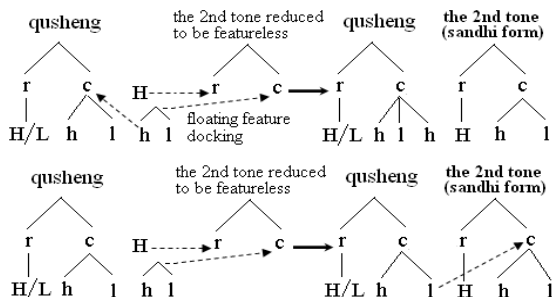 qusheng the 2nd tone reduced to be featureless qusheng the 2nd tone (sandhi form)
r c H r c r c r c
H/L h l h l floating feature docking H/L h l h H h l
qusheng the 2nd tone reduced to be featureless qusheng the 2nd tone (sandhi form)
r c H r c r c r c
H/L h l h l H/L h l H h l